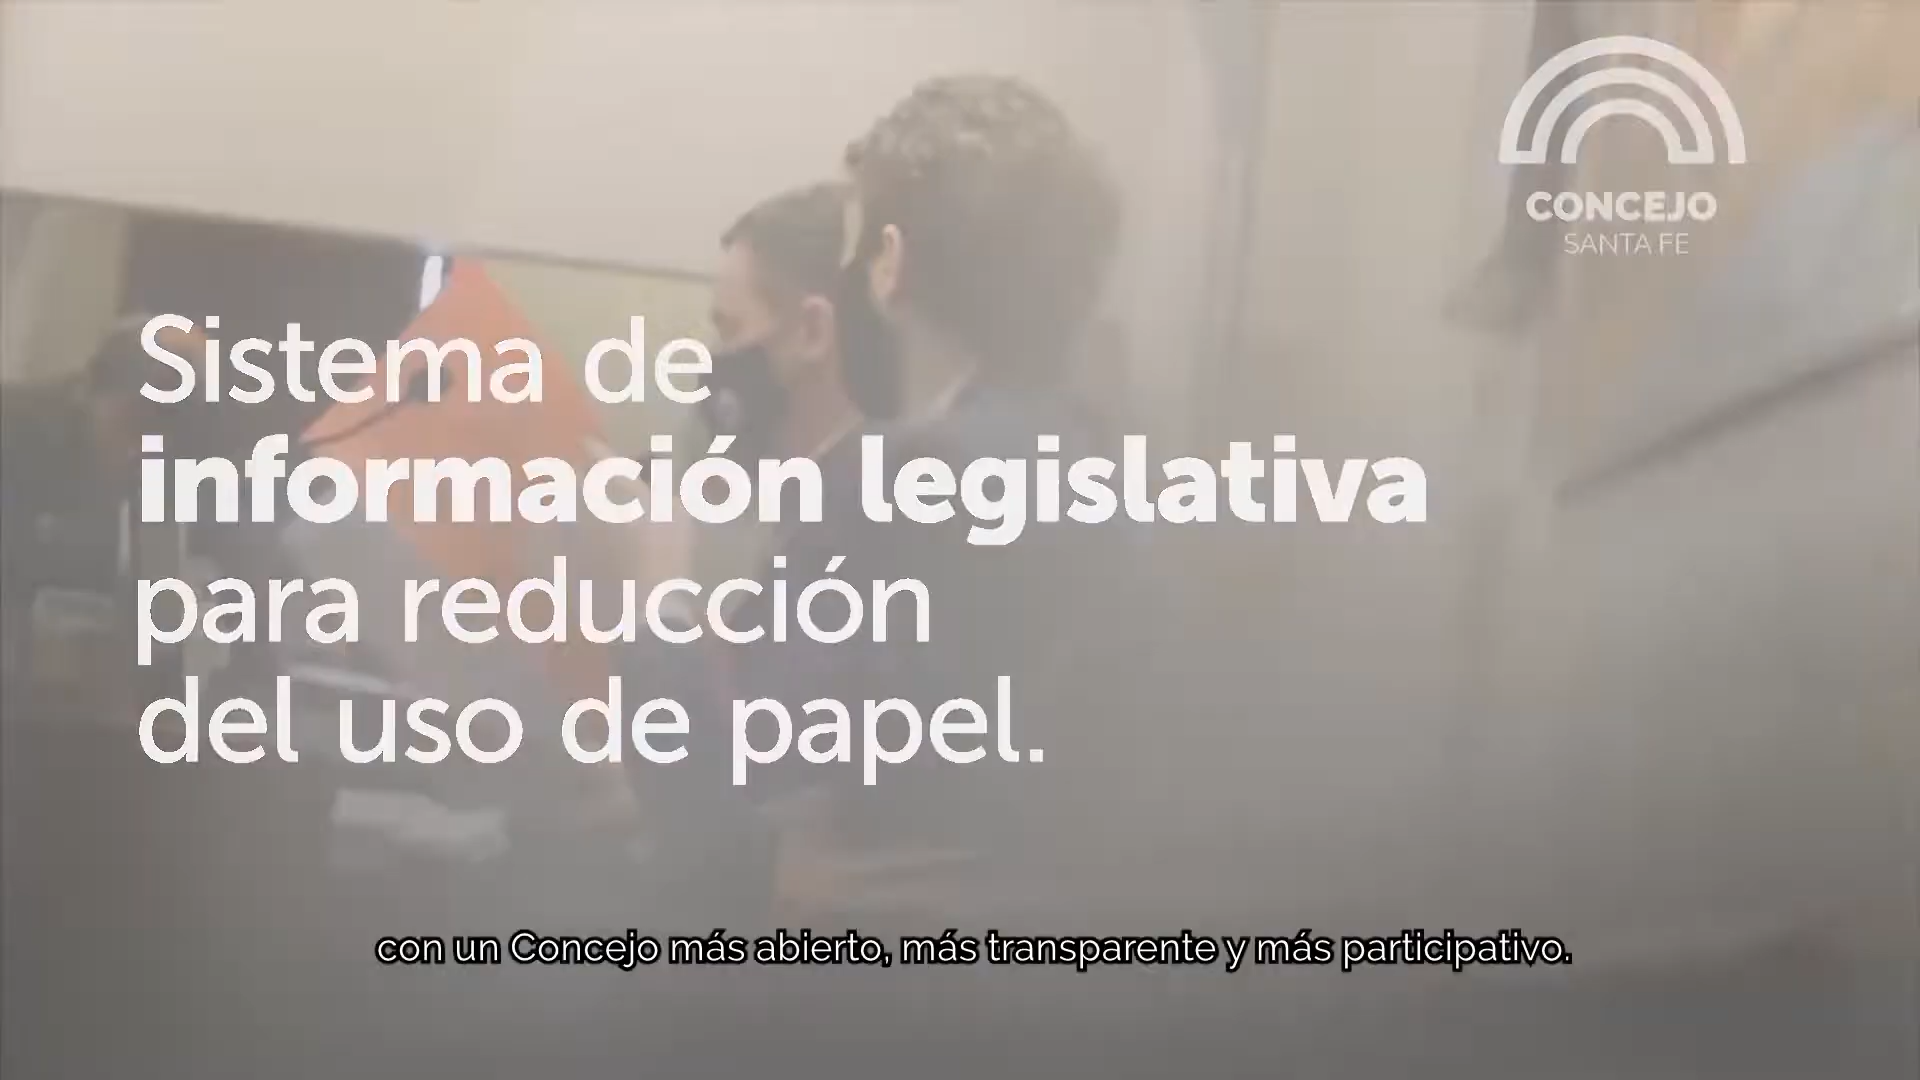 CONCEJO
SANTA FE
Sistema de
información legislativa
para reducción
del uso de papel.
con un Concejo más abierto, más transparente y más participativo.